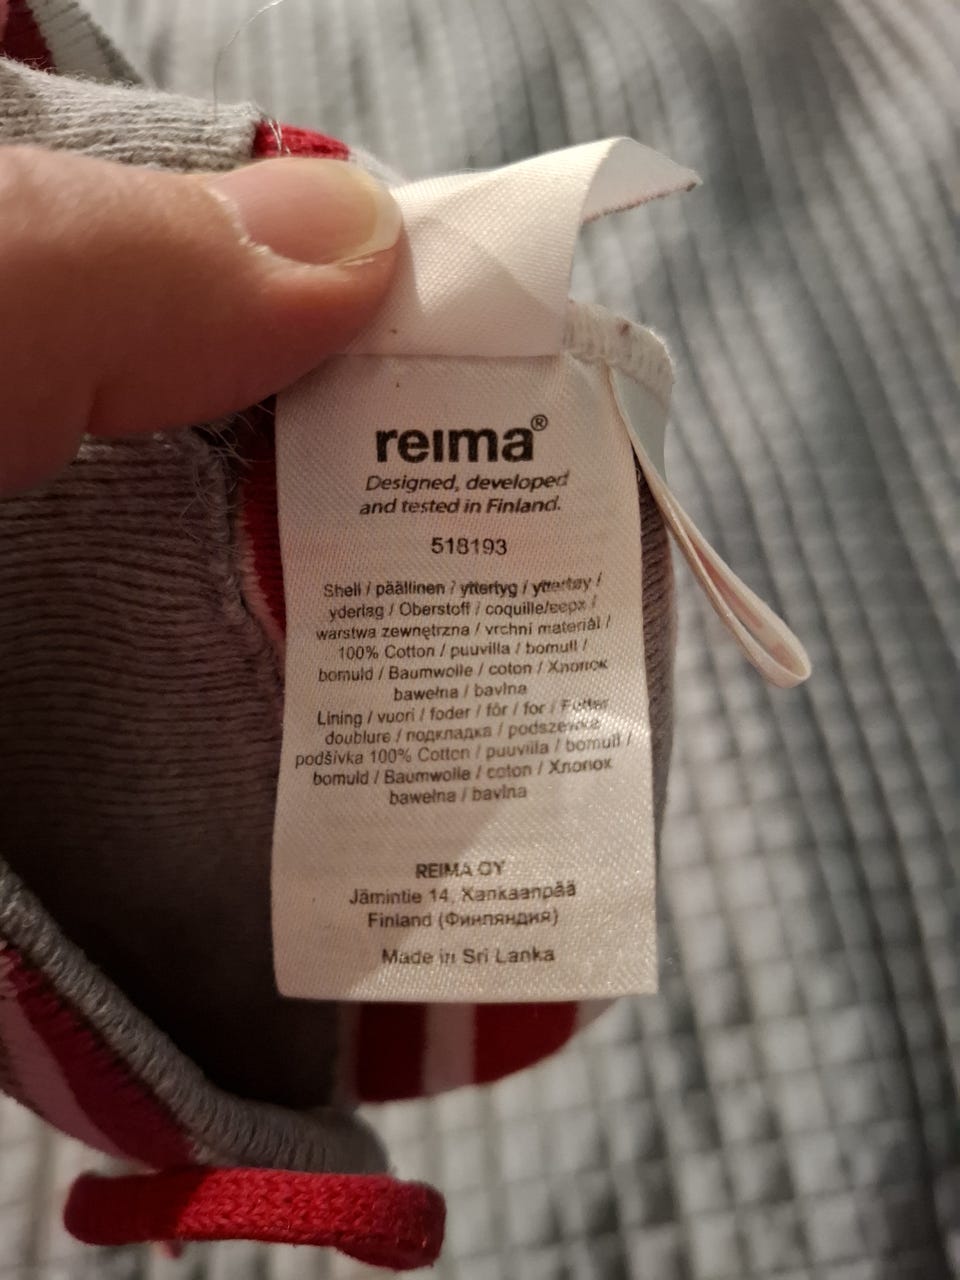 reima®
Designed, developed
and tested in Finland.
518193
Shell / päällinen / yttertyg / yttertøy /
yderlag / Oberstoff / coquille/верх /
warstwa zewnętrzna / vrchni materiál /
100% Cotton / puuvilla / bomull /
bomuld / Baumwolle / coton / Хлопок
bawełna / bavlna
Lining / vuori / foder / fôr / for / Futter
doublure / подкладка / podszewka
podšívka 100% Cotton / puuvilla / bomull /
bomuld / Baumwolle / coton / Хлопок
bawełna / bavlna
REIMA OY
Jämintie 14, Kankaanpää
Finland (Финляндия)
Made in Sri Lanka